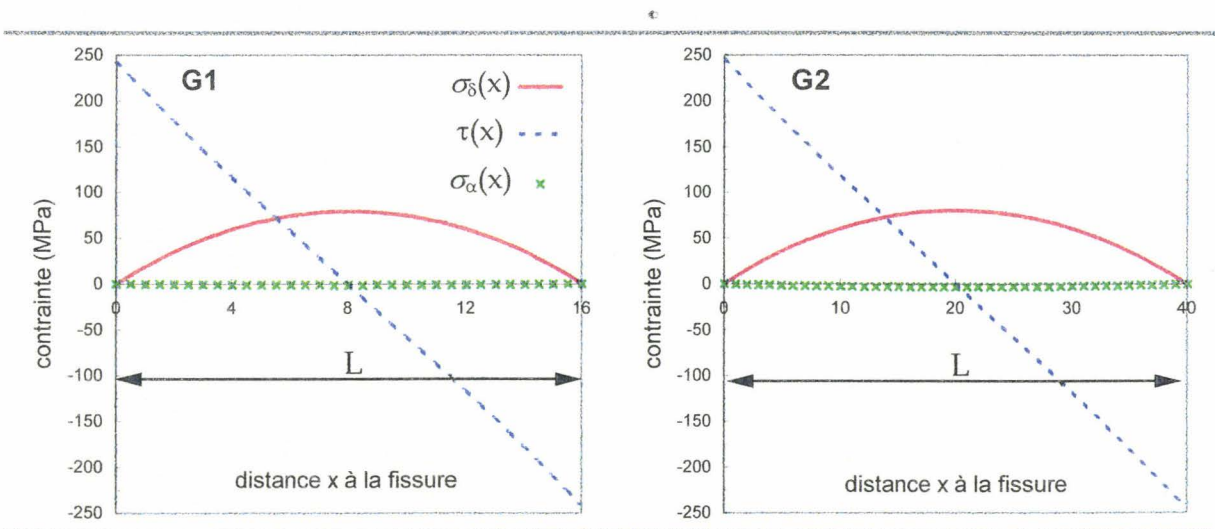 G1
σδ(x)
τ(x)
σα(x)
contrainte (MPa)
250
200
150
100
50
0
-50
-100
-150
-200
-250
0
4
8
12
16
L
distance x à la fissure
G2
contrainte (MPa)
250
200
150
100
50
0
-50
-100
-150
-200
-250
0
10
20
30
40
L
distance x à la fissure